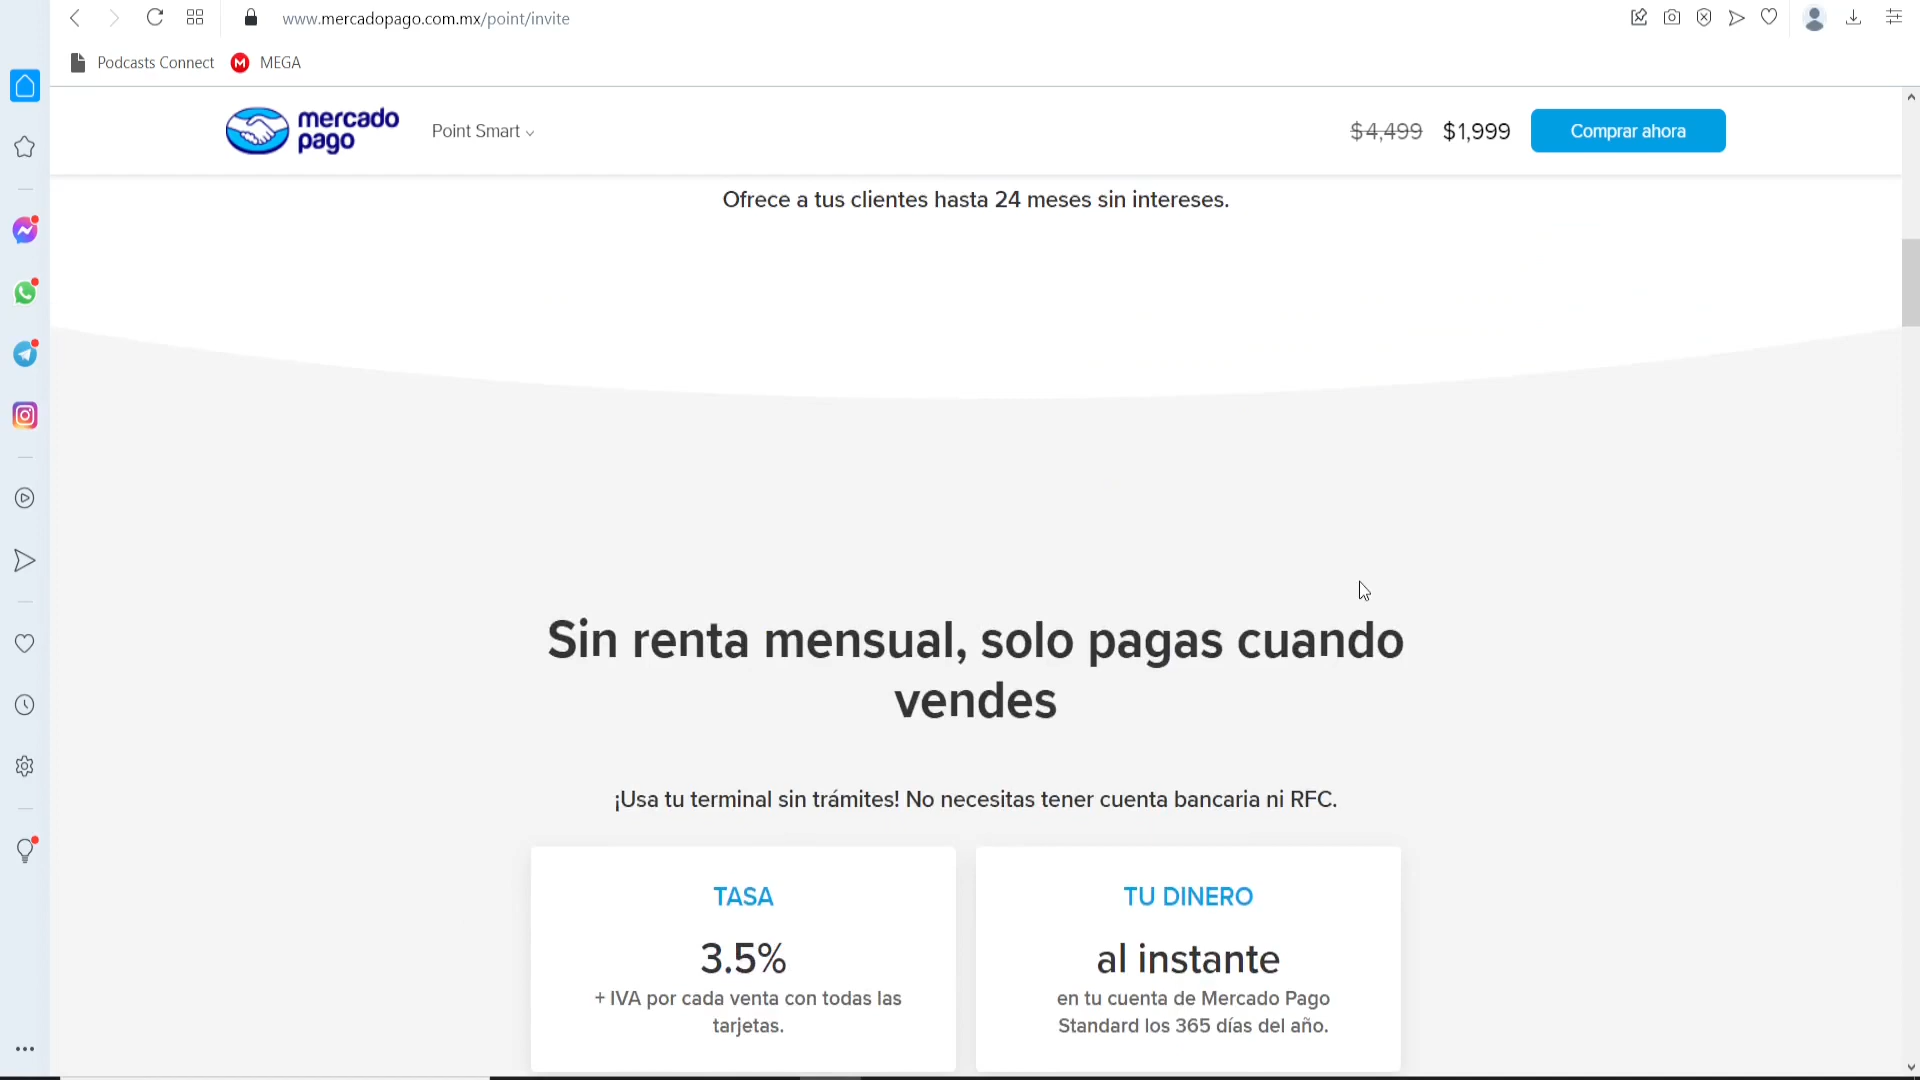 www.mercadopago.com.mx/point/invite
Podcasts Connect
M
MEGA
mercado
pago
Point Smart
$4,499
$1,999
Comprar ahora
Ofrece a tus clientes hasta 24 meses sin intereses.
Sin renta mensual, solo pagas cuando
vendes
¡Usa tu terminal sin trámites! No necesitas tener cuenta bancaria ni RFC.
TASA
3.5%
+ IVA por cada venta con todas las
tarjetas.
TU DINERO
al instante
en tu cuenta de Mercado Pago
Standard los 365 días del año.